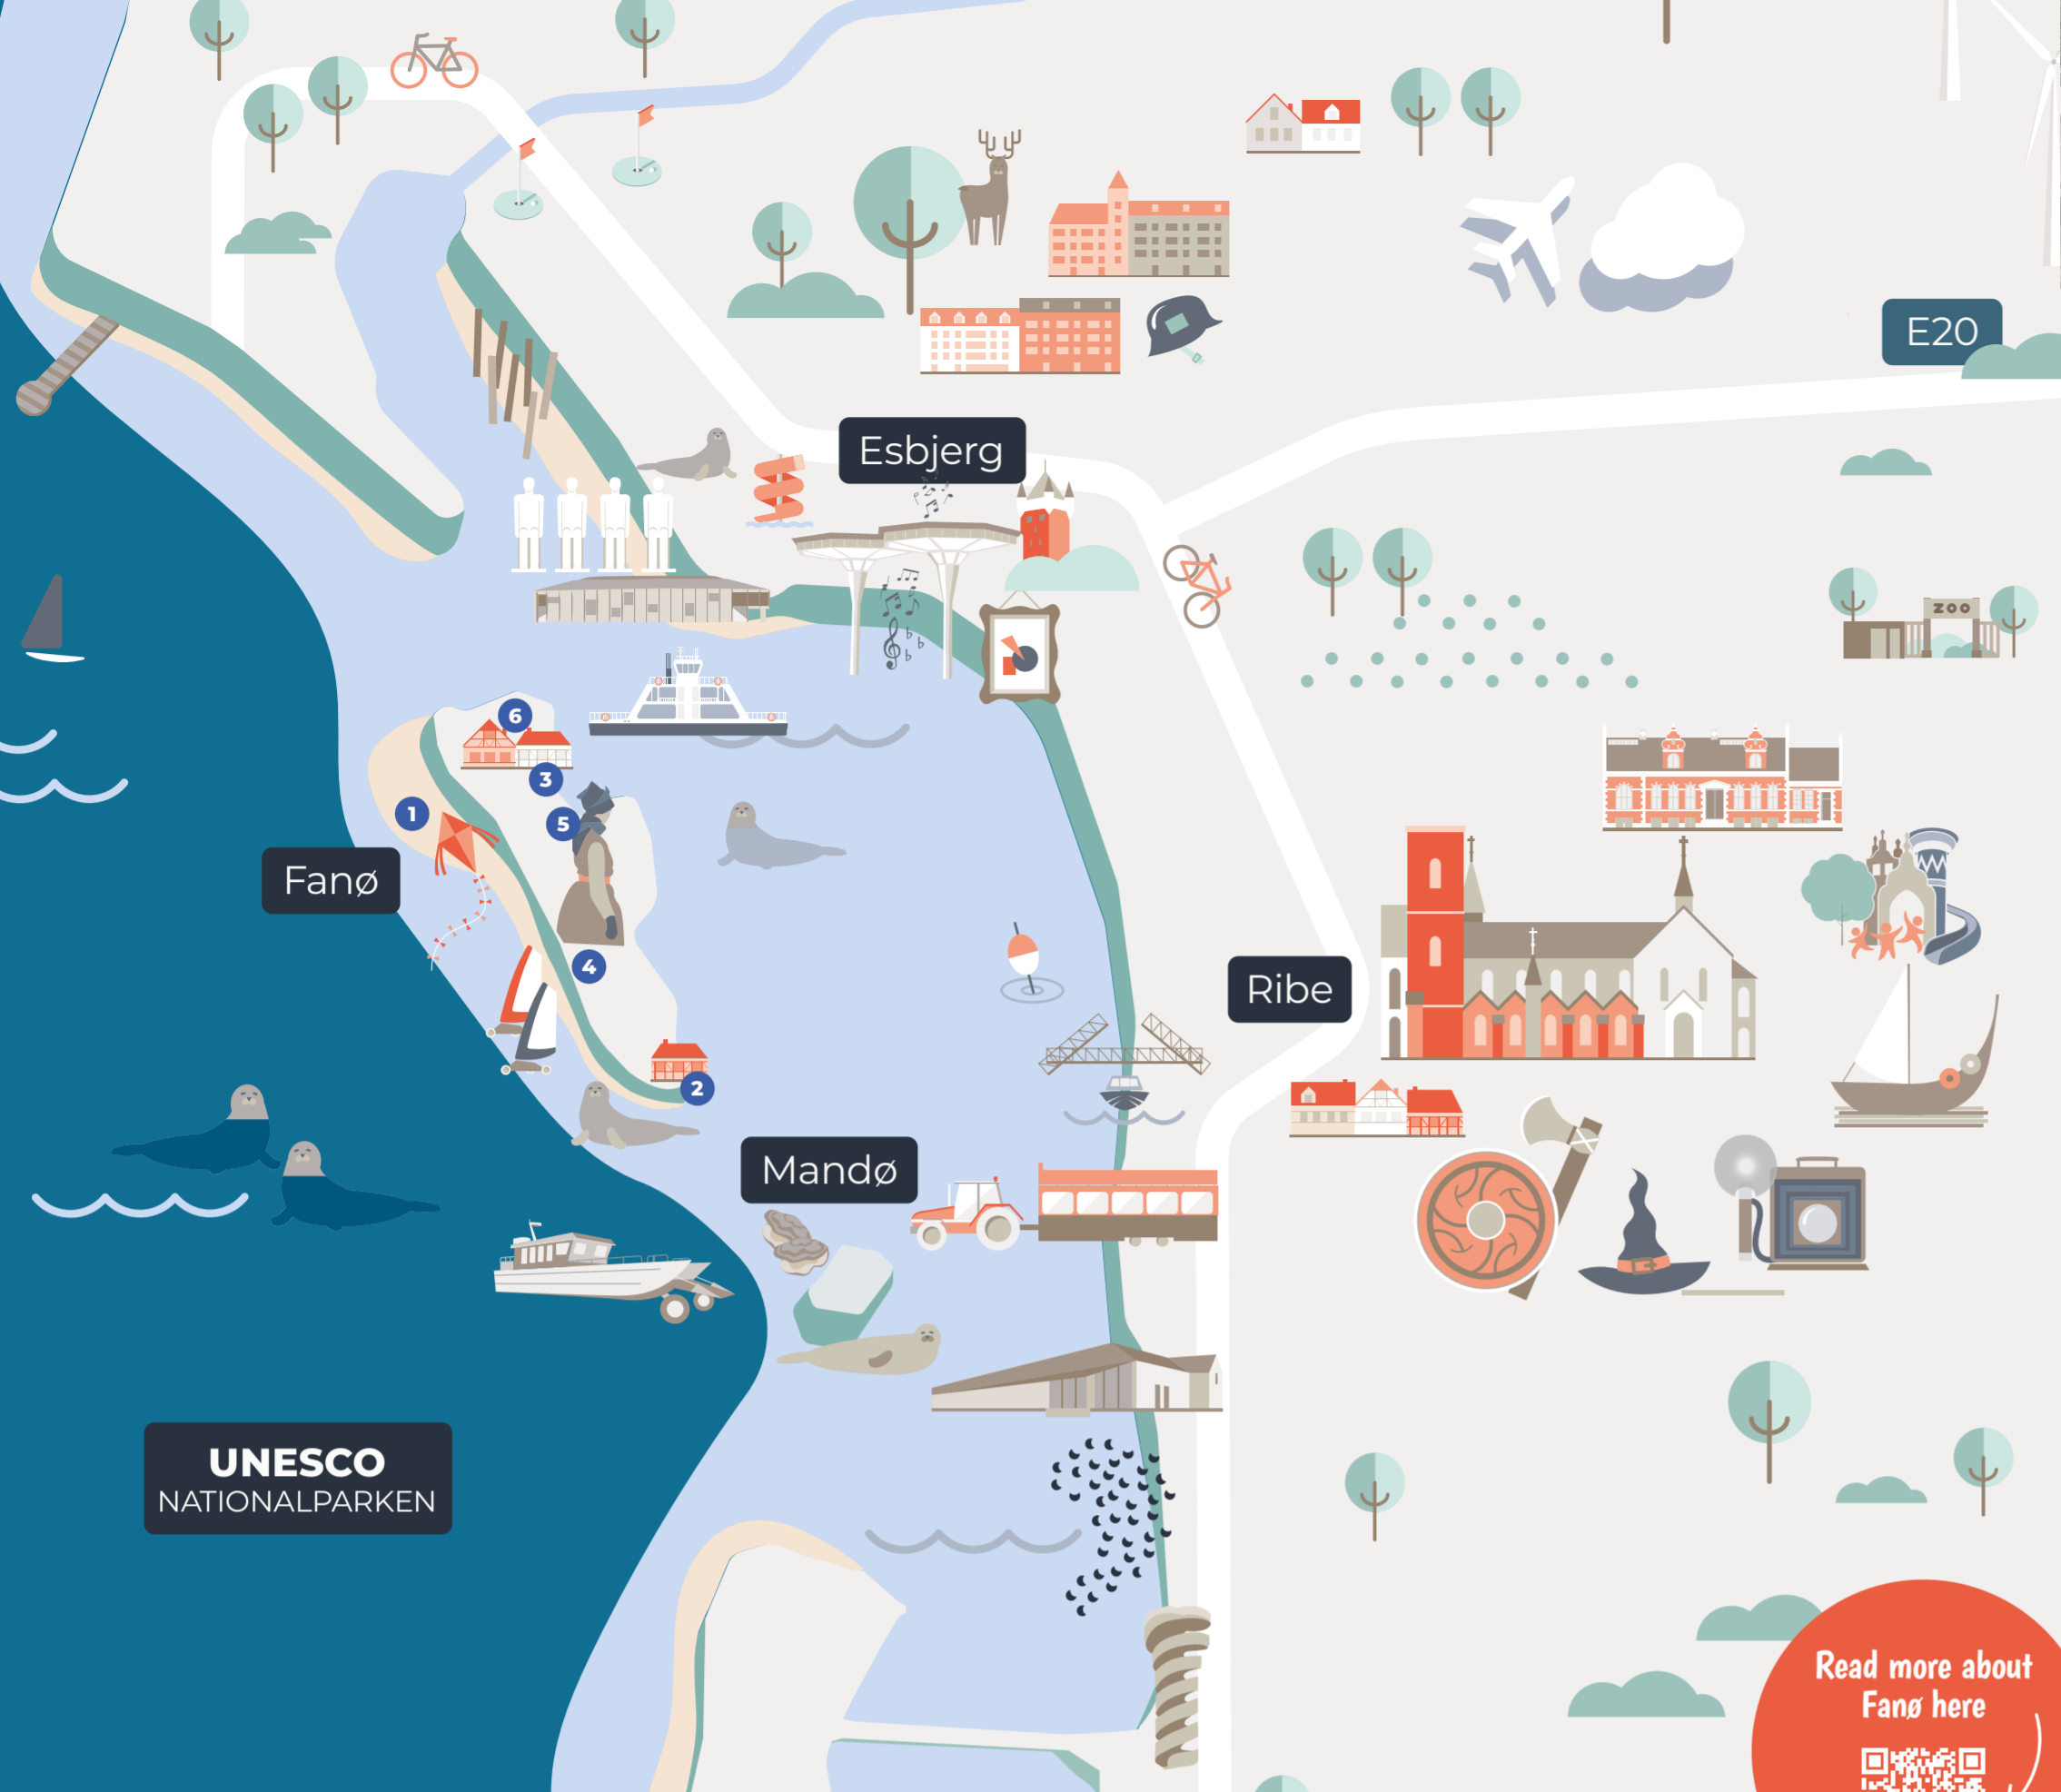 E20
Esbjerg
ZOO
6
3
1
5
Fanø
4
Ribe
2
Mandø
UNESCO
NATIONALPARKEN
Read more about
Fanø here